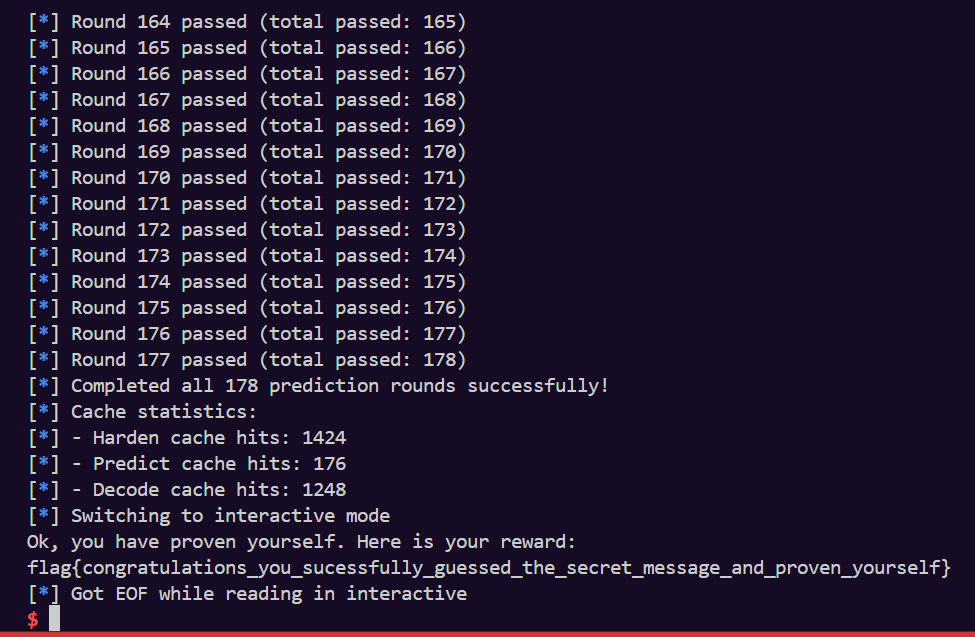 [*] Round 164 passed (total passed: 165)
[*] Round 165 passed (total passed: 166)
[*] Round 166 passed (total passed: 167)
[*] Round 167 passed (total passed: 168)
[*] Round 168 passed (total passed: 169)
[*] Round 169 passed (total passed: 170)
[*] Round 170 passed (total passed: 171)
[*] Round 171 passed (total passed: 172)
[*] Round 172 passed (total passed: 173)
[*] Round 173 passed (total passed: 174)
[*] Round 174 passed (total passed: 175)
[*] Round 175 passed (total passed: 176)
[*] Round 176 passed (total passed: 177)
[*] Round 177 passed (total passed: 178)
[*] Completed all 178 prediction rounds successfully!
[*] Cache statistics:
[*] - Harden cache hits: 1424
[*] - Predict cache hits: 176
[*] - Decode cache hits: 1248
[*] Switching to interactive mode
Ok, you have proven yourself. Here is your reward:
flag{congratulations_you_sucessfully_guessed_the_secret_message_and_proven_yourself}
[*] Got EOF while reading in interactive
$